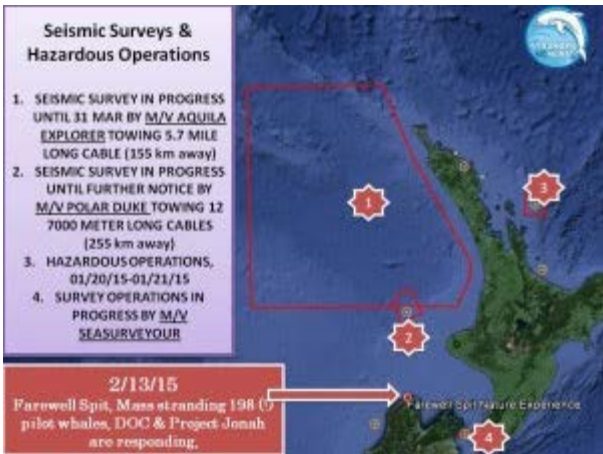 Seismic Surveys &
Hazardous Operations
1. SEISMIC SURVEY IN PROGRESS
UNTIL 31 MAR BY M/V AQUILA
EXPLORER TOWING 5.7 MILE
LONG CABLE (155 km away)
2. SEISMIC SURVEY IN PROGRESS
UNTIL FURTHER NOTICE BY
M/V POLAR DUKE TOWING 12
7000 METER LONG CABLES
(255 km away)
3. HAZARDOUS OPERATIONS,
01/20/15-01/21/15
4. SURVEY OPERATIONS IN
PROGRESS BY M/V
SEASURVEYOUR
1
3
2
2/13/15
Farewell Spit, Mass stranding 198 (!)
pilot whales, DOC & Project Jonah
are responding.
Farewell Spit Nature Experience
4